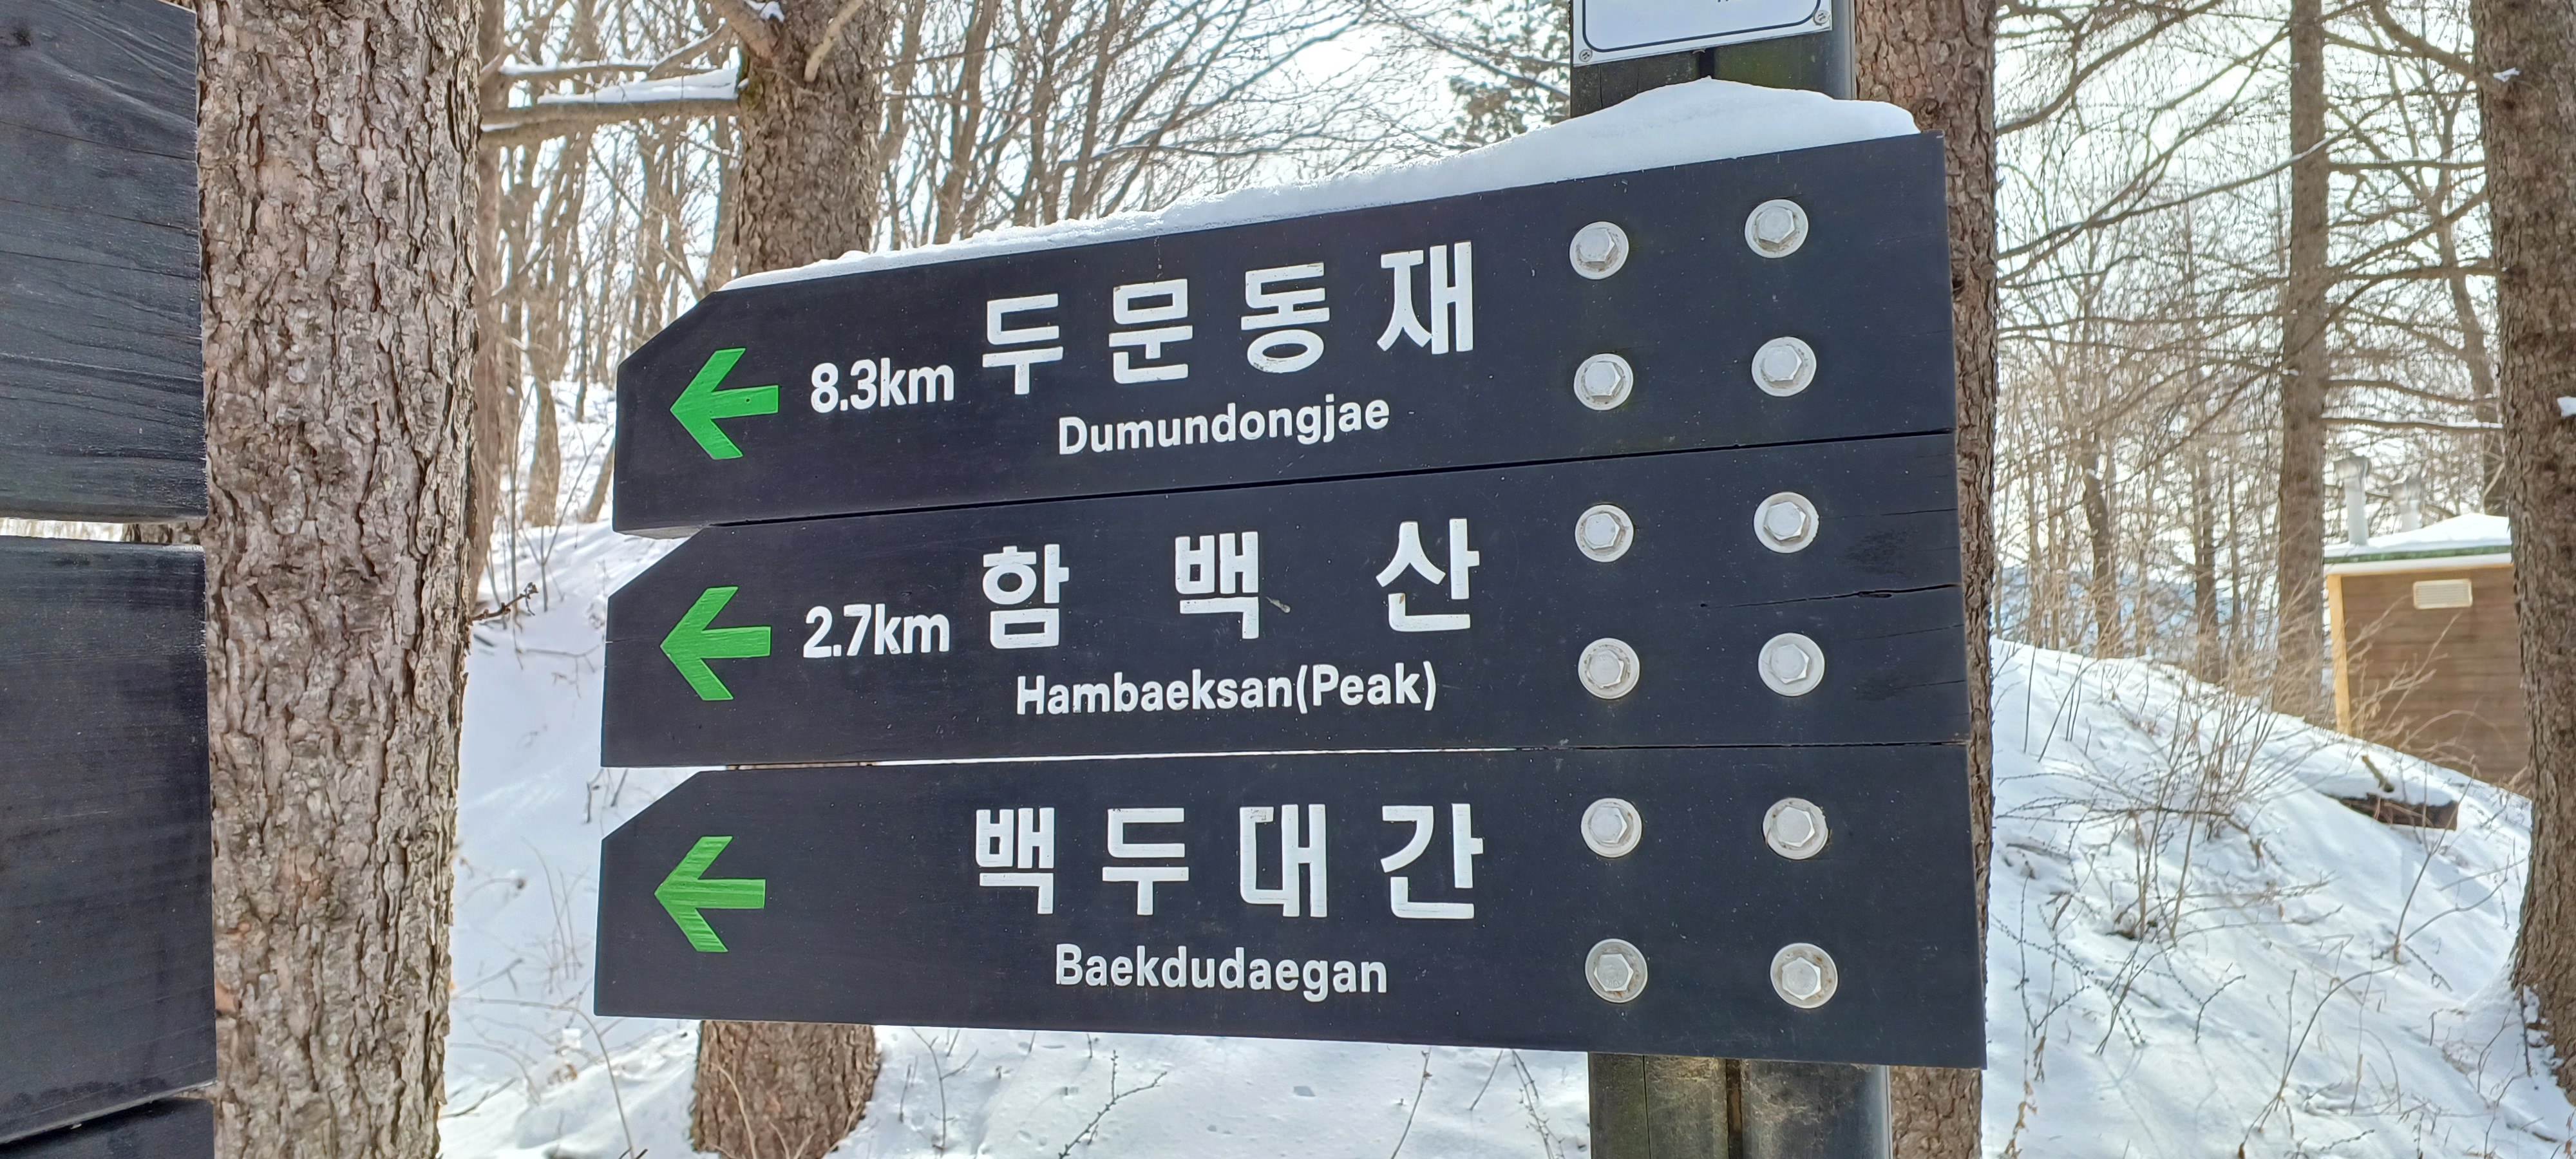 8.3km 두문동재
Dumundongjae
2.7km 함백산
Hambaeksan(Peak)
백두대간
Baekdudaegan